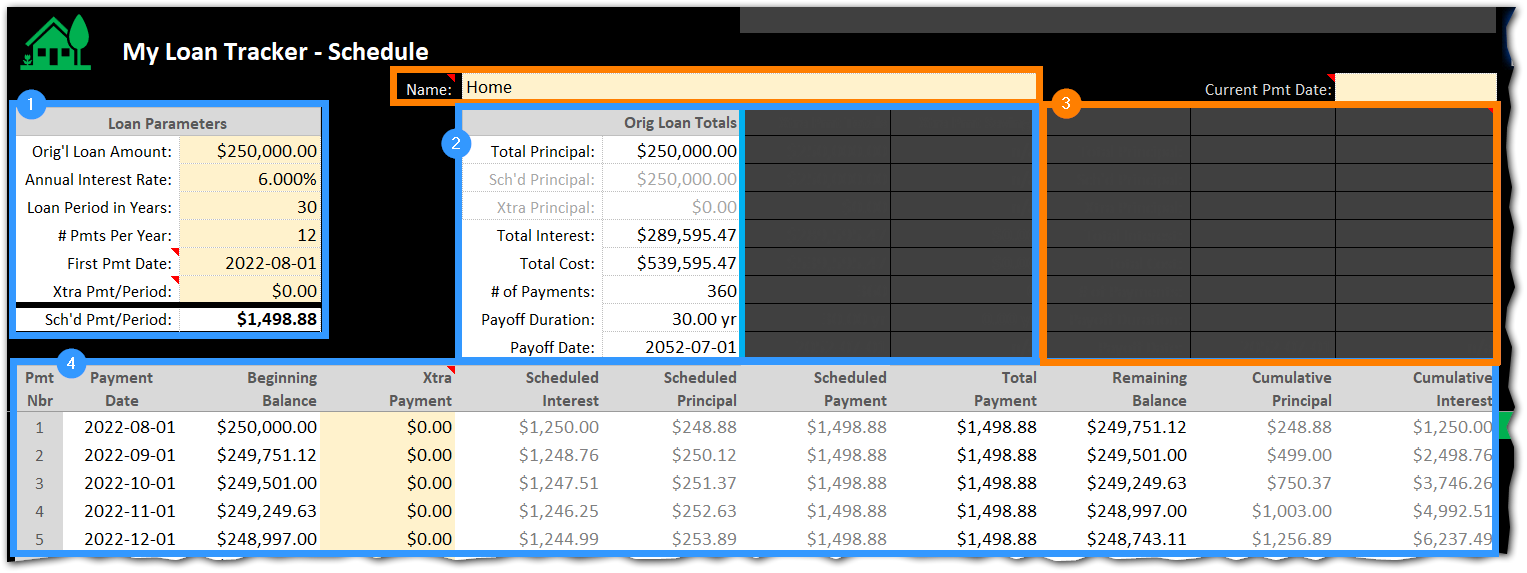 My Loan Tracker - Schedule
Name: Home Current Pmt Date:
1 2 3
Loan Parameters Orig Loan Totals
Orig'l Loan Amount: $250,000.00 Total Principal: $250,000.00
Annual Interest Rate: 6.000% Sch'd Principal: $250,000.00
Loan Period in Years: 30 Xtra Principal: $0.00
# Pmts Per Year: 12 Total Interest: $289,595.47
First Pmt Date: 2022-08-01 Total Cost: $539,595.47
Xtra Pmt/Period: $0.00 # of Payments: 360
Sch'd Pmt/Period: $1,498.88 Payoff Duration: 30.00 yr
Payoff Date: 2052-07-01
4
Pmt Payment Beginning Xtra Scheduled Scheduled Scheduled Total Remaining Cumulative Cumulative
Nbr Date Balance Payment Interest Principal Payment Payment Balance Principal Interest
1 2022-08-01 $250,000.00 $0.00 $1,250.00 $248.88 $1,498.88 $1,498.88 $249,751.12 $248.88 $1,250.00
2 2022-09-01 $249,751.12 $0.00 $1,248.76 $250.12 $1,498.88 $1,498.88 $249,501.00 $499.00 $2,498.76
3 2022-10-01 $249,501.00 $0.00 $1,247.51 $251.37 $1,498.88 $1,498.88 $249,249.63 $750.37 $3,746.26
4 2022-11-01 $249,249.63 $0.00 $1,246.25 $252.63 $1,498.88 $1,498.88 $248,997.00 $1,003.00 $4,992.51
5 2022-12-01 $248,997.00 $0.00 $1,244.99 $253.89 $1,498.88 $1,498.88 $248,743.11 $1,256.89 $6,237.49